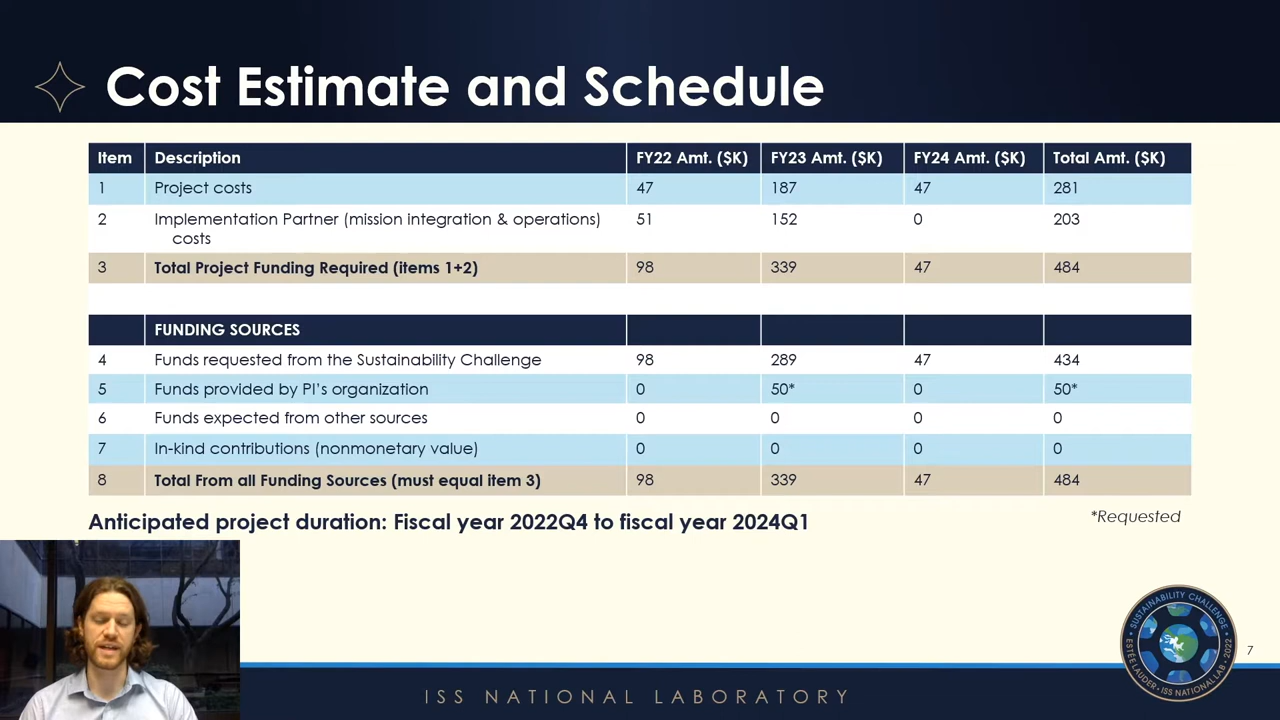 Cost Estimate and Schedule
Item Description FY22 Amt. ($K) FY23 Amt. ($K) FY24 Amt. ($K) Total Amt. ($K)
1 Project costs 47 187 47 281
2 Implementation Partner (mission integration & operations) 51 152 0 203
costs
3 Total Project Funding Required (items 1+2) 98 339 47 484
FUNDING SOURCES
4 Funds requested from the Sustainability Challenge 98 289 47 434
5 Funds provided by PI's organization 0 50* 0 50*
6 Funds expected from other sources 0 0 0 0
7 In-kind contributions (nonmonetary value) 0 0 0 0
8 Total From all Funding Sources (must equal item 3) 98 339 47 484
Anticipated project duration: Fiscal year 2022Q4 to fiscal year 2024Q1
*Requested
SUSTAINABILITY CHALLENGE
ESTÉE LAUDER • ISS NATIONAL LAB • 2022
7
ISS NATIONAL LABORATORY